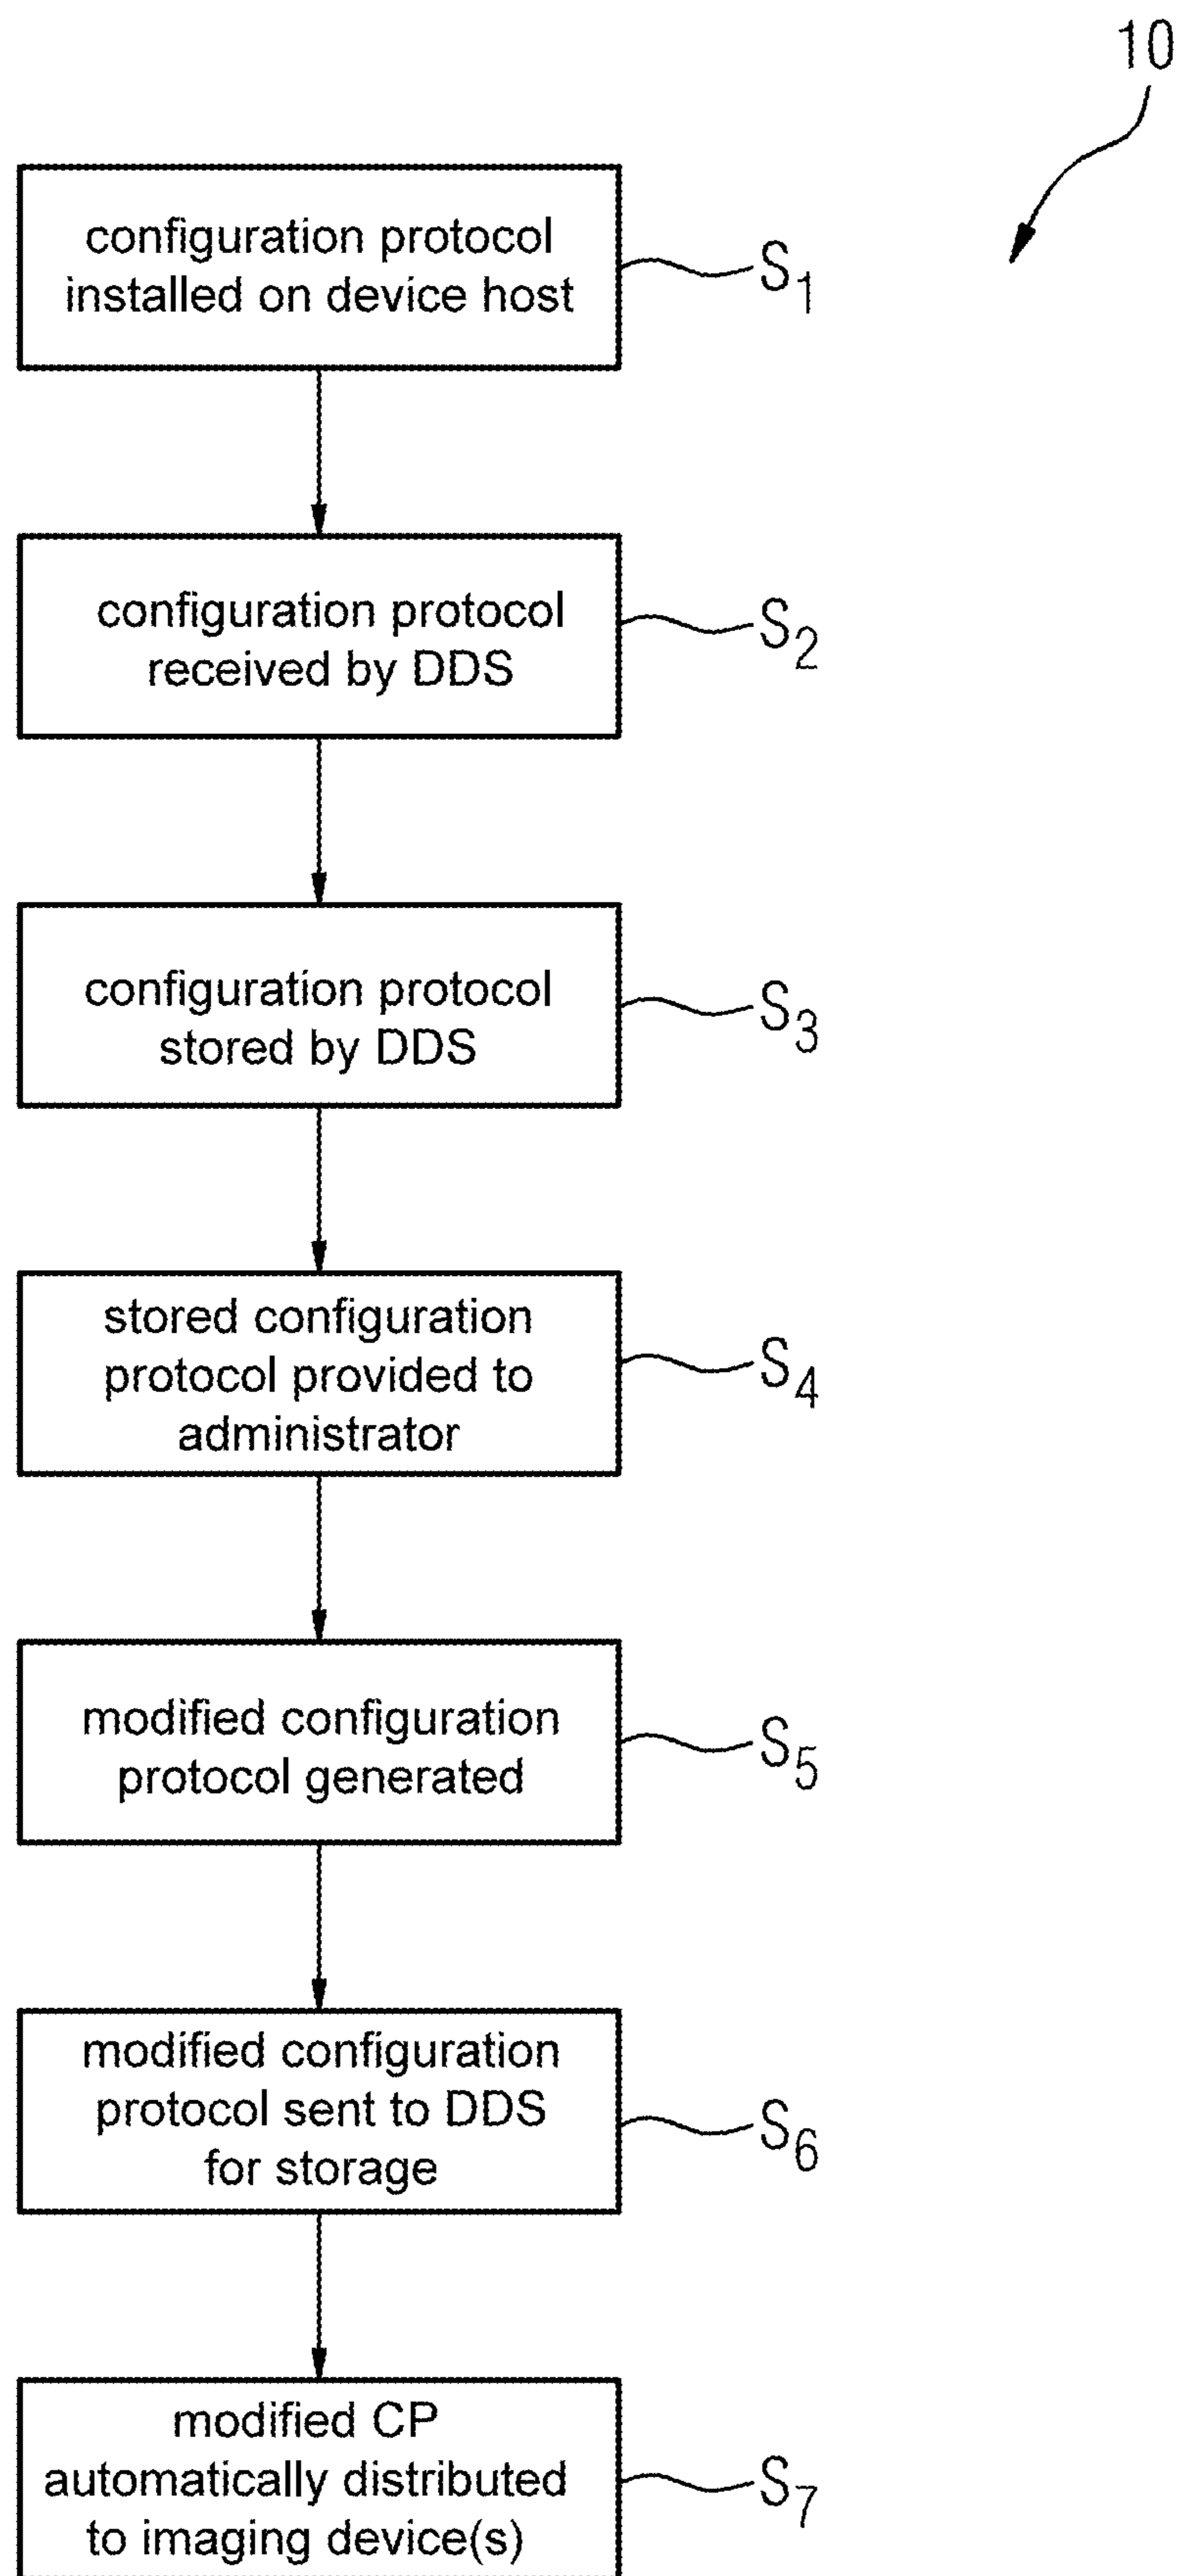 10
configuration protocol
installed on device host
S1
configuration protocol
received by DDS
S2
configuration protocol
stored by DDS
S3
stored configuration
protocol provided to
administrator
S4
modified configuration
protocol generated
S5
modified configuration
protocol sent to DDS
for storage
S6
modified CP
automatically distributed
to imaging device(s)
S7